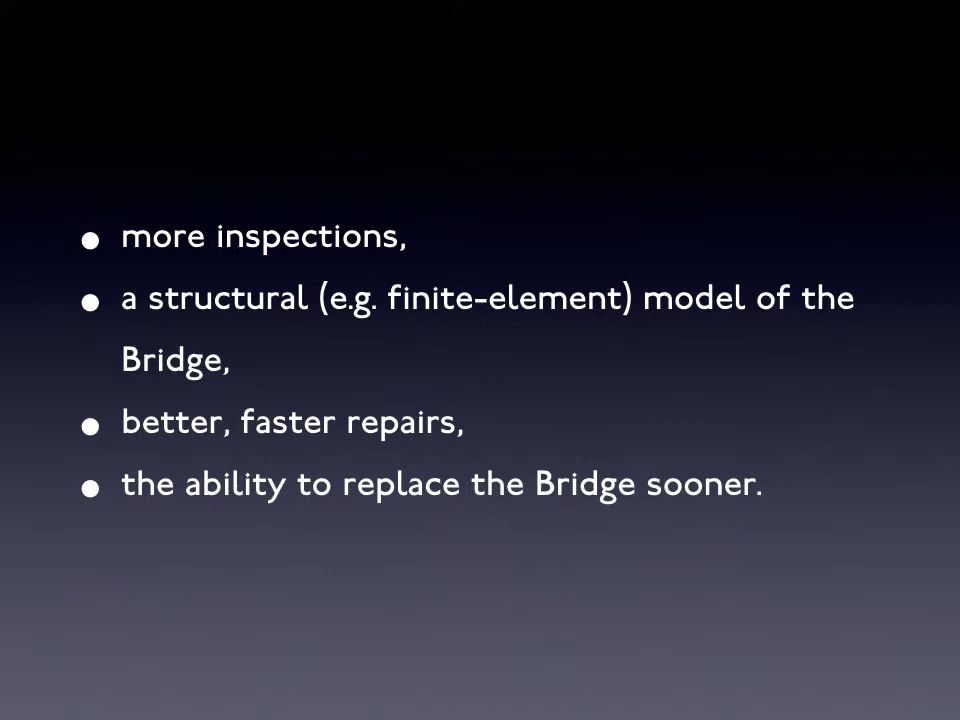 • more inspections,
• a structural (e.g. finite-element) model of the
Bridge,
• better, faster repairs,
• the ability to replace the Bridge sooner.